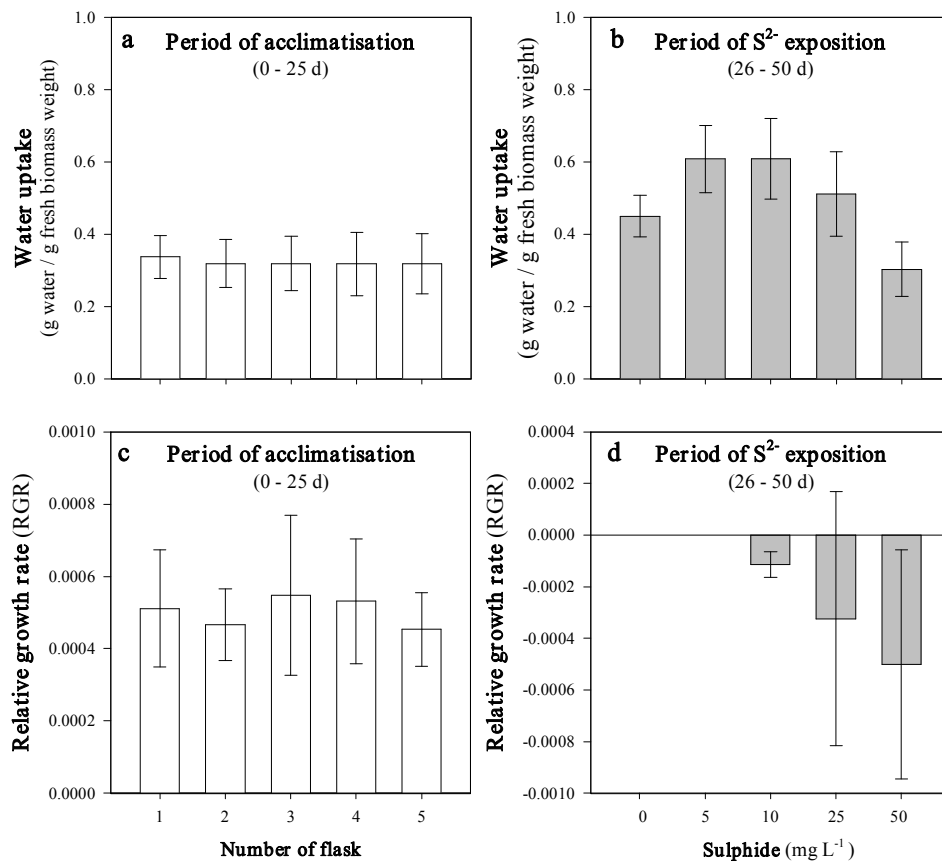 a Period of acclimatisation
(0 - 25 d)
Water uptake
(g water / g fresh biomass weight)
1.0
0.8
0.6
0.4
0.2
0.0
b Period of S²⁻ exposition
(26 - 50 d)
Water uptake
(g water / g fresh biomass weight)
1.0
0.8
0.6
0.4
0.2
0.0
c Period of acclimatisation
(0 - 25 d)
Relative growth rate (RGR)
0.0010
0.0008
0.0006
0.0004
0.0002
0.0000
1 2 3 4 5
Number of flask
d Period of S²⁻ exposition
(26 - 50 d)
Relative growth rate (RGR)
0.0004
0.0002
0.0000
-0.0002
-0.0004
-0.0006
-0.0008
-0.0010
0 5 10 25 50
Sulphide (mg L⁻¹)